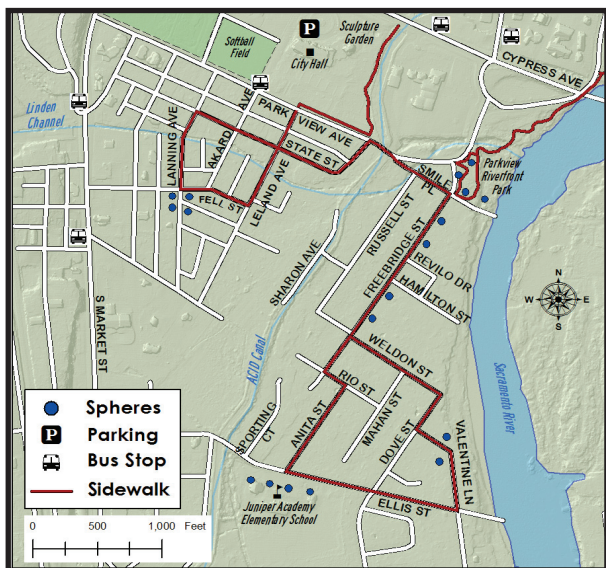 P
Sculpture
Garden
Softball
Field
City Hall
CYPRESS AVE
Linden
Channel
LANNING AVE
AKARD AVE
PARK VIEW AVE
STATE ST
LELAND AVE
FELL ST
SMILE
PL
Parkview
Riverfront
Park
RUSSELL ST
FREEBRIDGE ST
REVILO DR
HAMILTON ST
SHARON AVE
N
W
E
S
S MARKET ST
ACID Canal
WELDON ST
Sacramento River
RIO ST
MAHAN ST
ANITA ST
SPORTING
CT
DOVE ST
VALENTINE LN
ELLIS ST
Juniper Academy
Elementary School
Spheres
P Parking
Bus Stop
Sidewalk
0 500 1,000 Feet